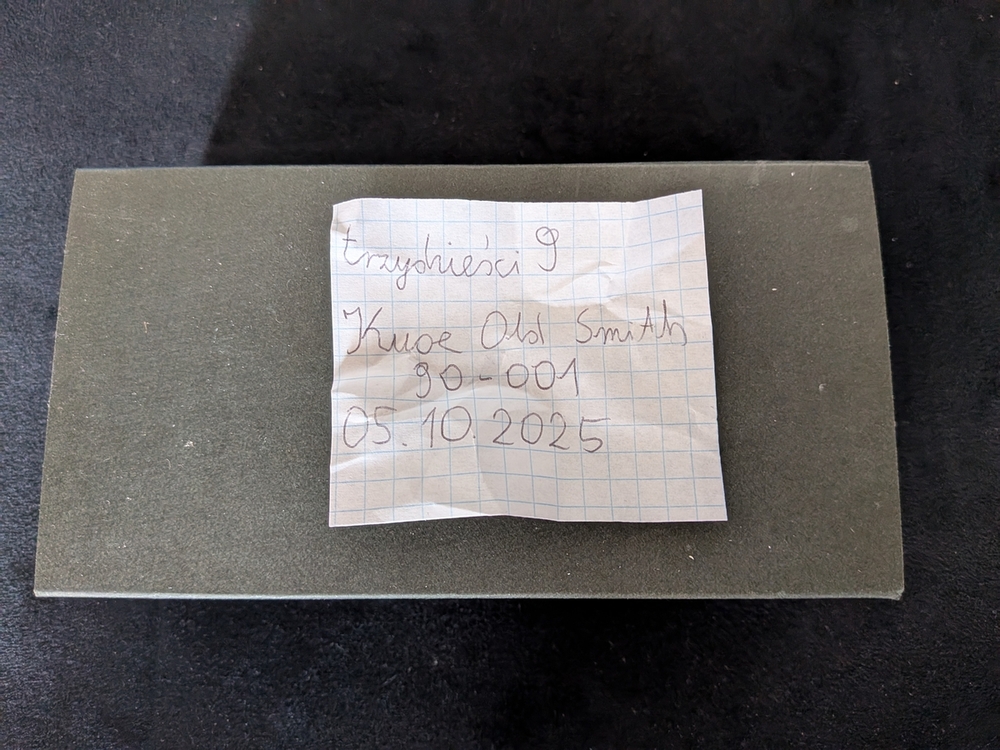 trzydzieści 9
Kuoe Old Smith
90-001
05.10.2025